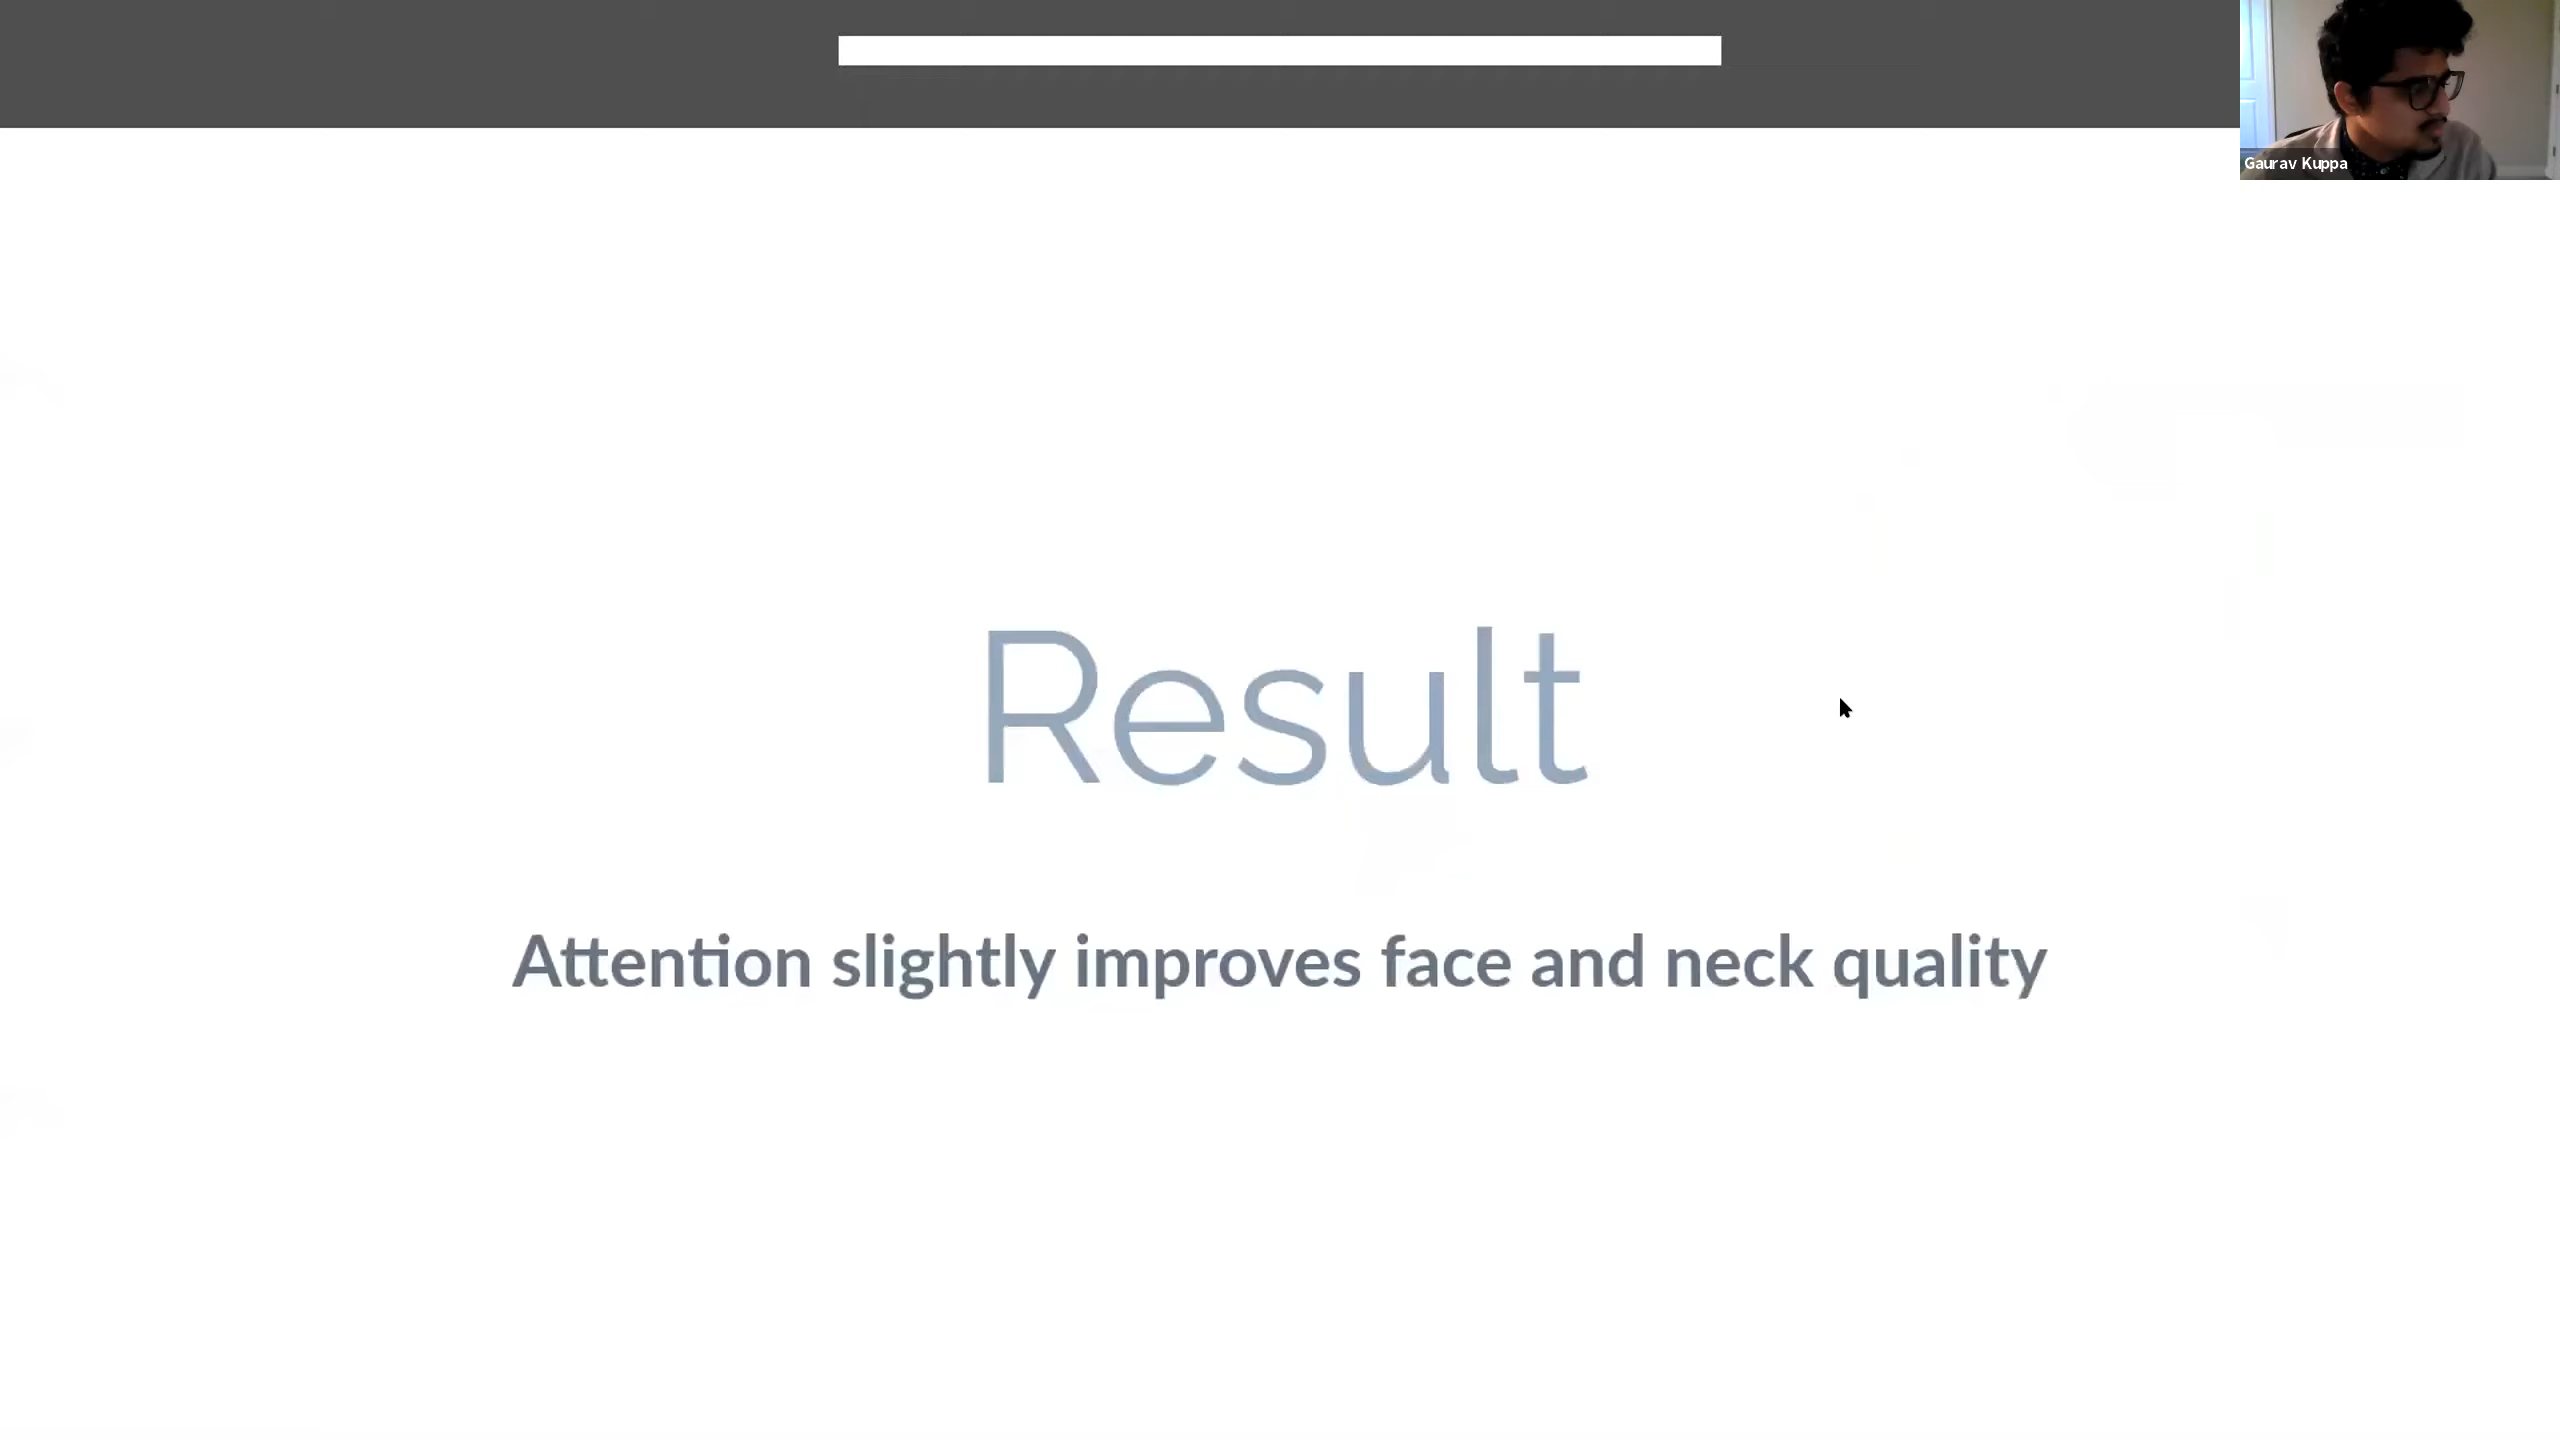 Gaurav Kuppa
Result
Attention slightly improves face and neck quality